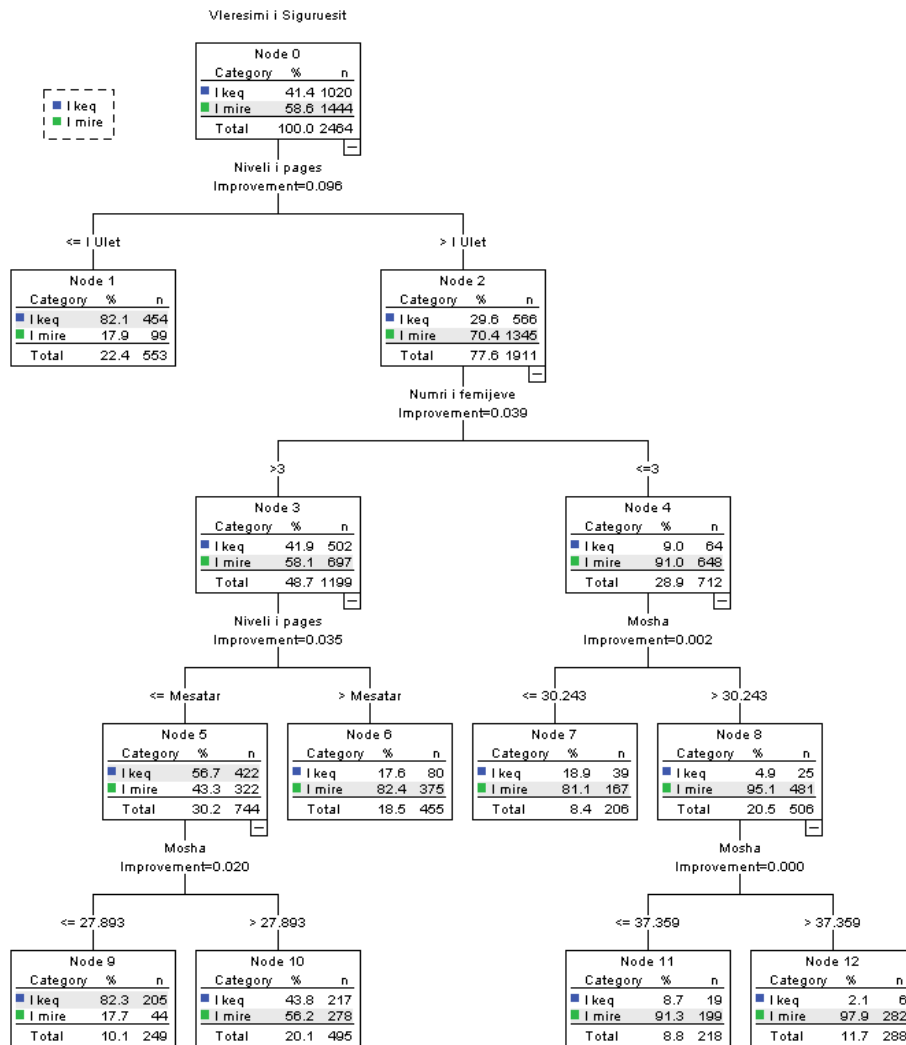 Vleresimi i Siguruesit
I keq
I mire
Node 0
Category % n
I keq 41.4 1020
I mire 58.6 1444
Total 100.0 2464
Niveli i pages
Improvement=0.096
<= I Ulet
> I Ulet
Node 1
Category % n
I keq 82.1 454
I mire 17.9 99
Total 22.4 553
Node 2
Category % n
I keq 29.6 566
I mire 70.4 1345
Total 77.6 1911
Numri i femijeve
Improvement=0.039
>3
<=3
Node 3
Category % n
I keq 41.9 502
I mire 58.1 697
Total 48.7 1199
Node 4
Category % n
I keq 9.0 64
I mire 91.0 648
Total 28.9 712
Niveli i pages
Improvement=0.035
Mosha
Improvement=0.002
<= Mesatar
> Mesatar
<= 30.243
> 30.243
Node 5
Category % n
I keq 56.7 422
I mire 43.3 322
Total 30.2 744
Node 6
Category % n
I keq 17.6 80
I mire 82.4 375
Total 18.5 455
Node 7
Category % n
I keq 18.9 39
I mire 81.1 167
Total 8.4 206
Node 8
Category % n
I keq 4.9 25
I mire 95.1 481
Total 20.5 506
Mosha
Improvement=0.020
Mosha
Improvement=0.000
<= 27.893
> 27.893
<= 37.359
> 37.359
Node 9
Category % n
I keq 82.3 205
I mire 17.7 44
Total 10.1 249
Node 10
Category % n
I keq 43.8 217
I mire 56.2 278
Total 20.1 495
Node 11
Category % n
I keq 8.7 19
I mire 91.3 199
Total 8.8 218
Node 12
Category % n
I keq 2.1 6
I mire 97.9 282
Total 11.7 288